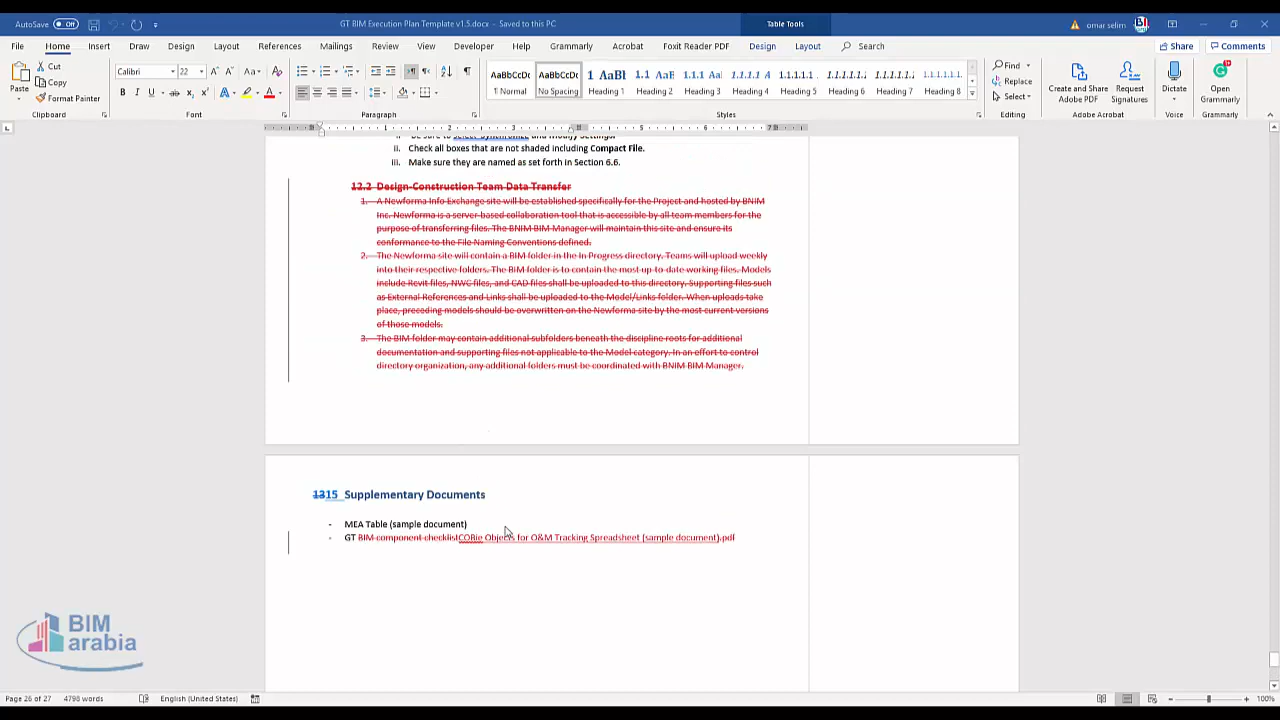 AutoSave Off GT BIM Execution Plan Template v1.5.docx - Saved to this PC Table Tools omar selim
File Home Insert Draw Design Layout References Mailings Review View Developer Help Grammarly Acrobat Foxit Reader PDF Design Layout Search Share Comments
Paste Cut Copy Format Painter
Calibri 22
AaBbCcDc AaBbCcDc 1 AaBl 1.1 AaE 1.1.1 Aal
¶ Normal No Spacing Heading 1 Heading 2 Heading 3 Heading 4 Heading 5 Heading 6 Heading 7 Heading 8
Find Replace Select
Create and Share Adobe PDF Request Signatures Dictate Open Grammarly
Clipboard Font Paragraph Styles Editing Adobe Acrobat Voice Grammarly
1 2 3 4 5 6
i. Be sure to select Synchronize and Modify Settings.
ii. Check all boxes that are not shaded including Compact File.
iii. Make sure they are named as set forth in Section 6.6.
12.2 Design-Construction Team Data Transfer
1. A Newforma Info Exchange site will be established specifically for the Project and hosted by BNIM
Inc. Newforma is a server-based collaboration tool that is accessible by all team members for the
purpose of transferring files. The BNIM BIM Manager will maintain this site and ensure its
conformance to the File Naming Conventions defined.
2. The Newforma site will contain a BIM folder in the In Progress directory. Teams will upload weekly
into their respective folders. The BIM folder is to contain the most up-to-date working files. Models
include Revit files, NWC files, and CAD files shall be uploaded to this directory. Supporting files such
as External References and Links shall be uploaded to the Model/Links folder. When uploads take
place, preceding models should be overwritten on the Newforma site by the most current versions
of those models.
3. The BIM folder may contain additional subfolders beneath the discipline roots for additional
documentation and supporting files not applicable to the Model category. In an effort to control
directory organization, any additional folders must be coordinated with BNIM BIM Manager.
1315 Supplementary Documents
- MEA Table (sample document)
- GT BIM component checklistCOBie Objects for O&M Tracking Spreadsheet (sample document).pdf
BIM
arabia
Page 26 of 27 4798 words English (United States) 100%